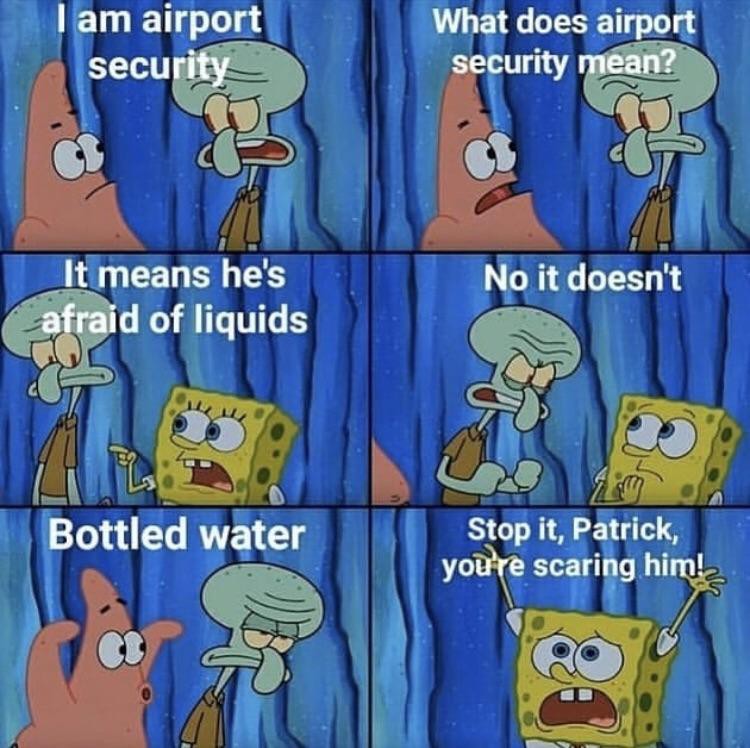 I am airport
security
What does airport
security mean?
It means he's
afraid of liquids
No it doesn't
Bottled water
Stop it, Patrick,
you're scaring him!